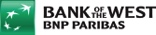 BANK OF THE WEST
BNP PARIBAS